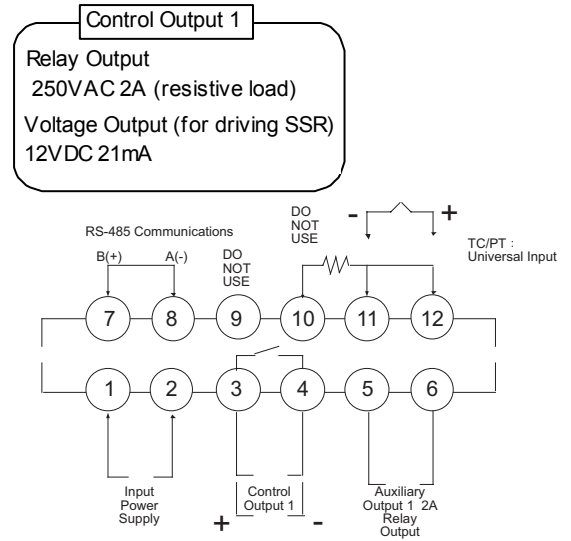 Control Output 1
Relay Output
250VAC 2A (resistive load)
Voltage Output (for driving SSR)
12VDC 21mA
RS-485 Communications
B(+)
A(-)
DO
NOT
USE
DO
NOT
USE
- +
TC/PT :
Universal Input
7 8 9 10 11 12
1 2 3 4 5 6
Input
Power
Supply
+
Control
Output 1
-
Auxiliary
Output 1 2A
Relay
Output